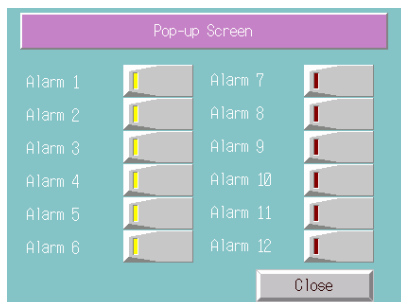 Pop-up Screen
Alarm 1
Alarm 2
Alarm 3
Alarm 4
Alarm 5
Alarm 6
Alarm 7
Alarm 8
Alarm 9
Alarm 10
Alarm 11
Alarm 12
Close